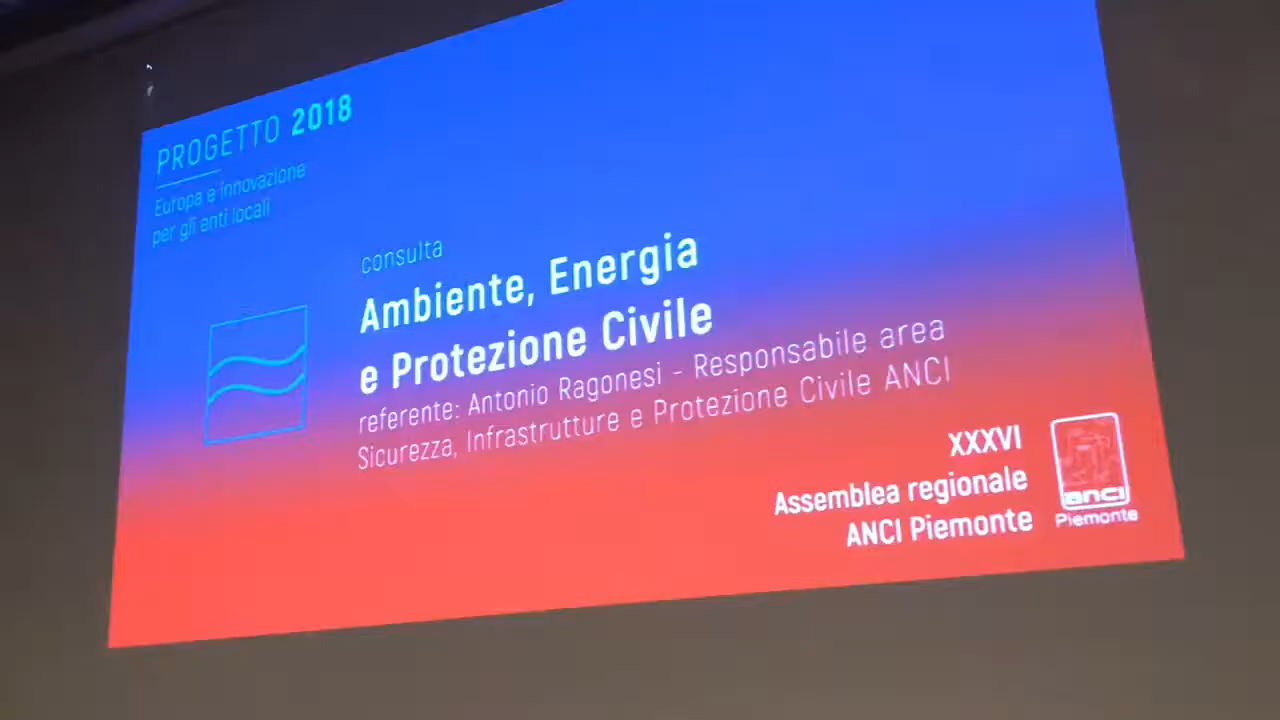 PROGETTO 2018
Europa e innovazione
per gli enti locali
consulta
Ambiente, Energia
e Protezione Civile
referente: Antonio Ragonesi - Responsabile area
Sicurezza, Infrastrutture e Protezione Civile ANCI
XXXVI
Assemblea regionale
ANCI Piemonte
anci
Piemonte